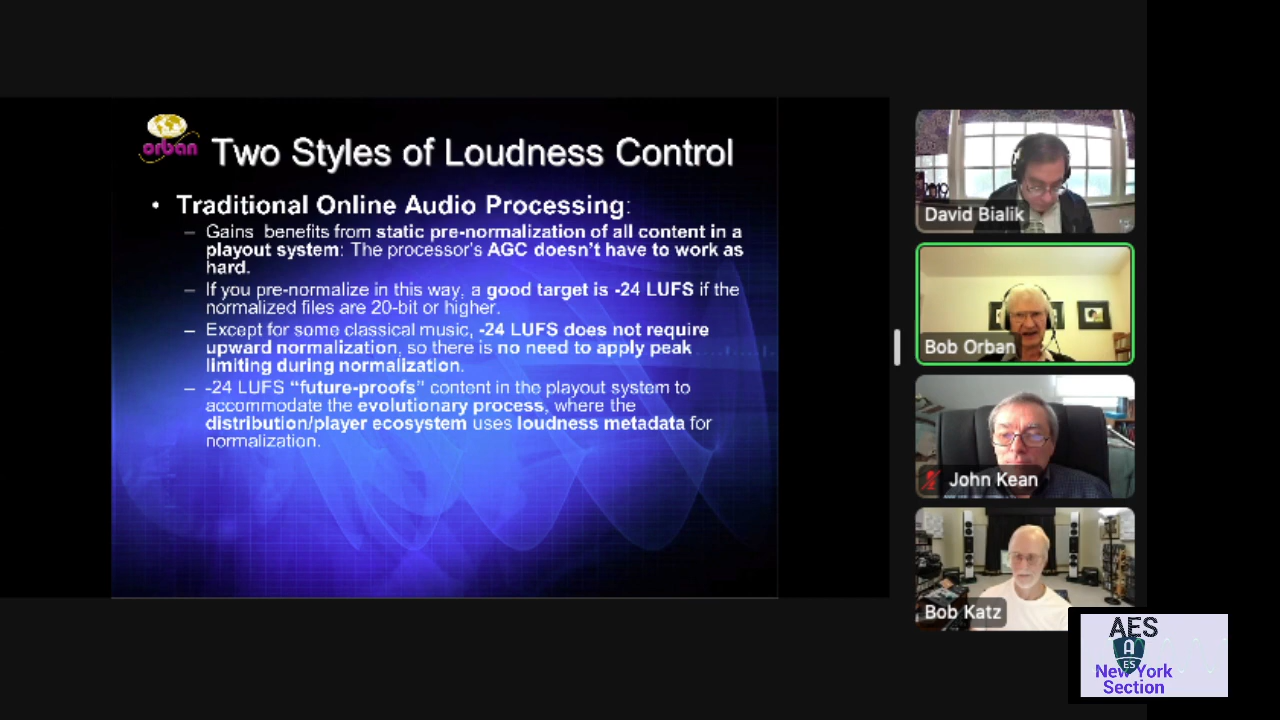 orban
Two Styles of Loudness Control
• Traditional Online Audio Processing:
– Gains benefits from static pre-normalization of all content in a
playout system: The processor's AGC doesn't have to work as
hard.
– If you pre-normalize in this way, a good target is -24 LUFS if the
normalized files are 20-bit or higher.
– Except for some classical music, -24 LUFS does not require
upward normalization, so there is no need to apply peak
limiting during normalization.
– -24 LUFS “future-proofs” content in the playout system to
accommodate the evolutionary process, where the
distribution/player ecosystem uses loudness metadata for
normalization.
David Bialik
Bob Orban
John Kean
Bob Katz
AES
A
ES
New York
Section